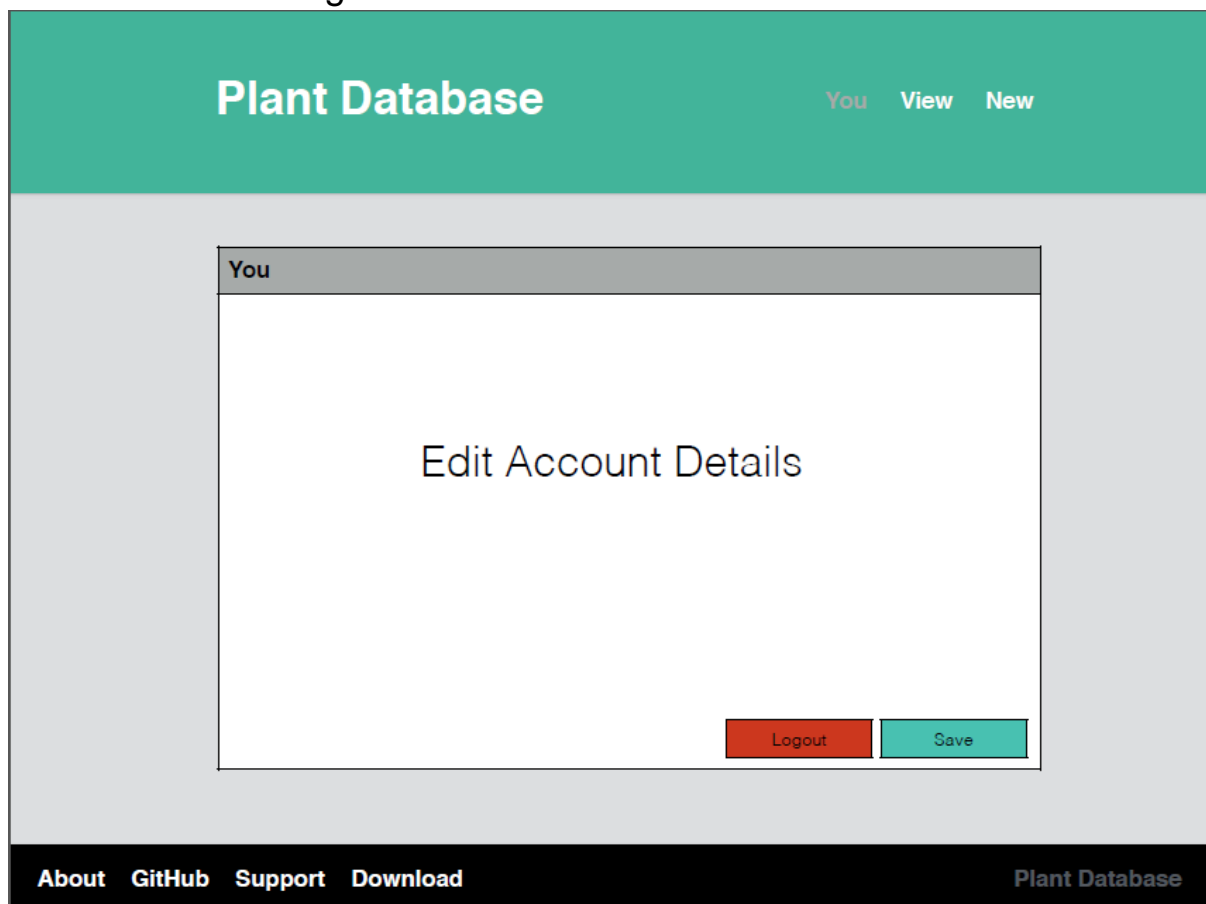 Plant Database
You View New
You
Edit Account Details
Logout Save
About GitHub Support Download
Plant Database